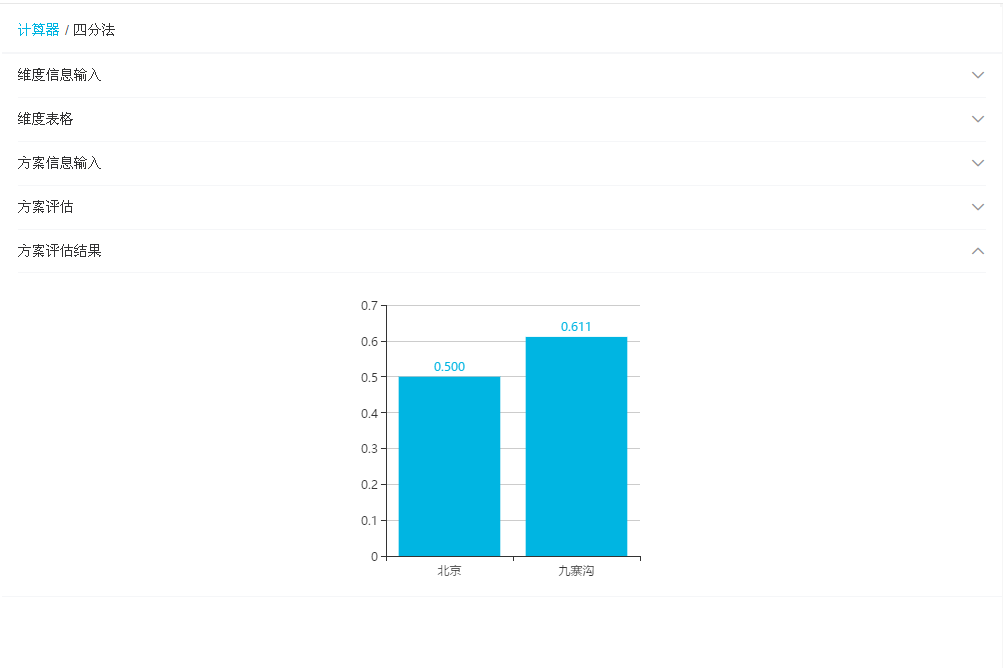 计算器 / 四分法
维度信息输入
维度表格
方案信息输入
方案评估
方案评估结果
0.7
0.6
0.5
0.4
0.3
0.2
0.1
0
0.500
0.611
北京 九寨沟